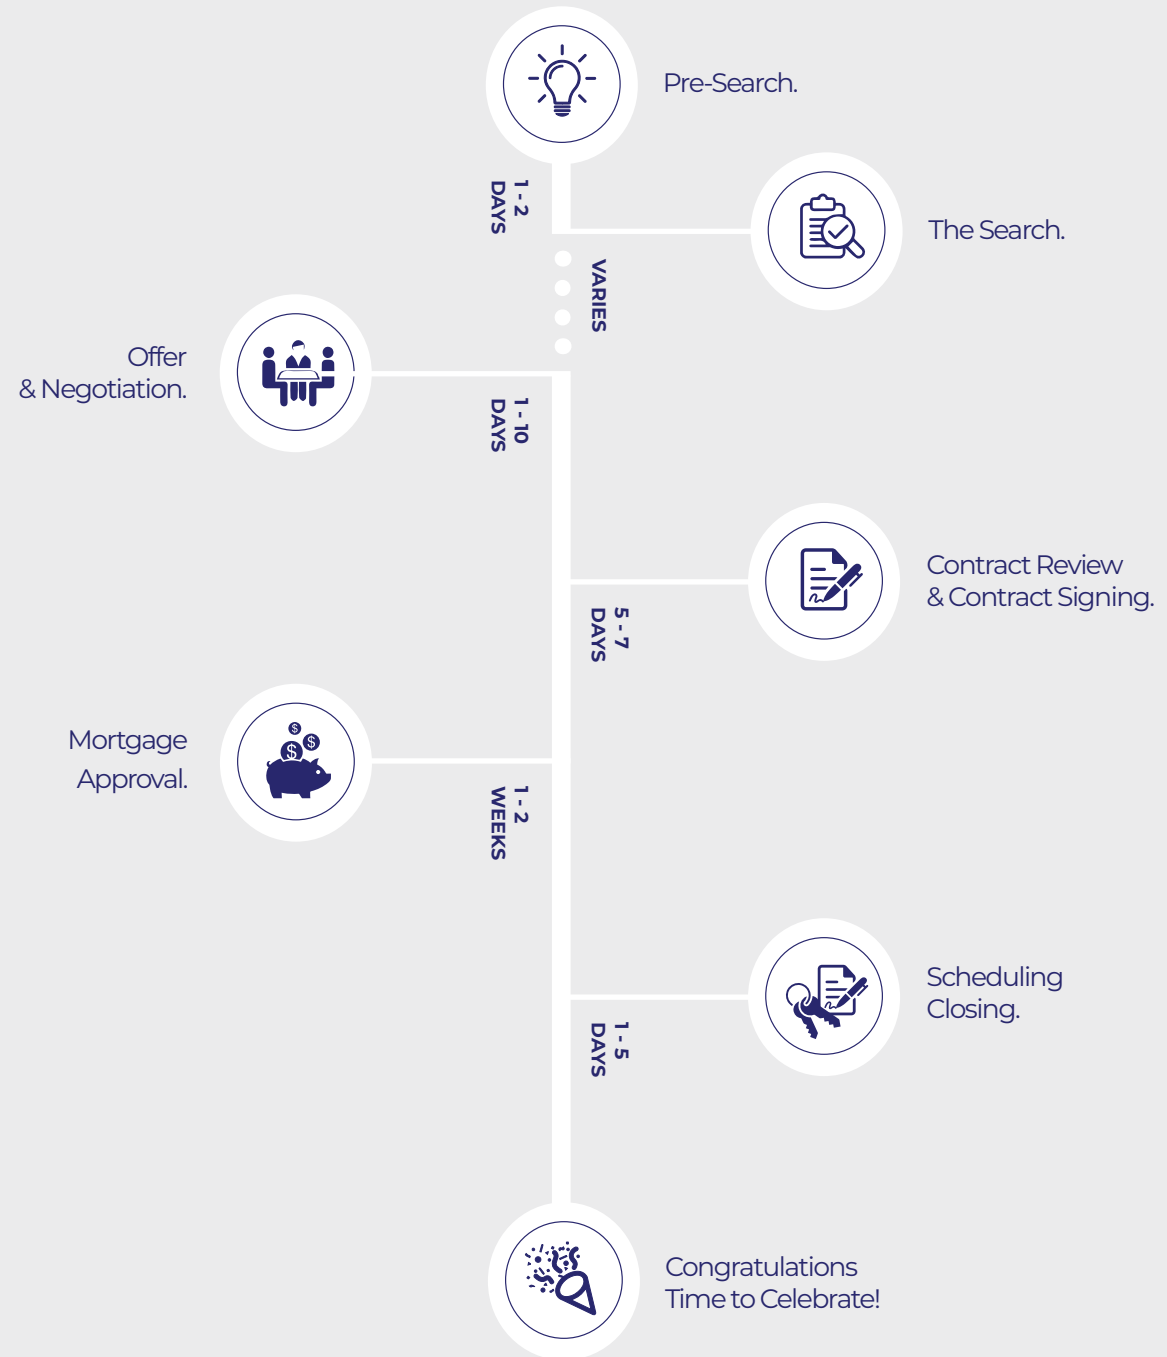 Pre-Search.
1 - 2
DAYS
The Search.
VARIES
Offer
& Negotiation.
1 - 10
DAYS
Contract Review
& Contract Signing.
5 - 7
DAYS
Mortgage
Approval.
$
$
$
1 - 2
WEEKS
Scheduling
Closing.
1 - 5
DAYS
Congratulations
Time to Celebrate!